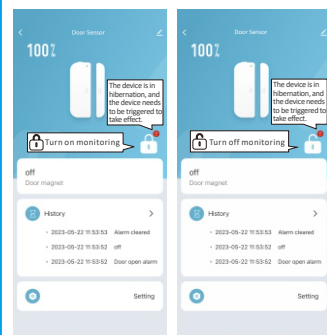 Door Sensor
100%
The device is in
hibernation, and
the device needs
to be triggered to
take effect.
Turn on monitoring
off
Door magnet
History
2023-05-22 11:53:53 Alarm cleared
2023-05-22 11:53:52 off
2023-05-22 11:53:52 Door open alarm
Setting
Door Sensor
100%
The device is in
hibernation, and
the device needs
to be triggered to
take effect.
Turn off monitoring
off
Door magnet
History
2023-05-22 11:53:53 Alarm cleared
2023-05-22 11:53:52 off
2023-05-22 11:53:52 Door open alarm
Setting